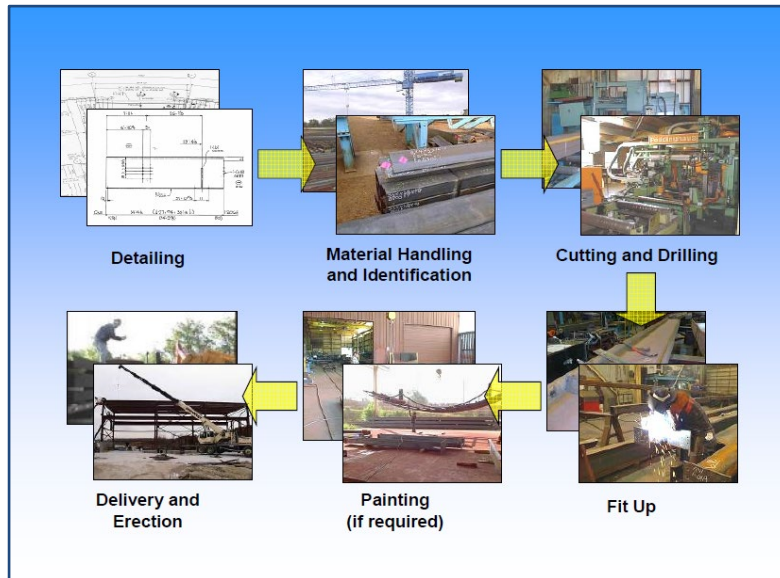 Detailing
Material Handling
and Identification
Cutting and Drilling
Delivery and
Erection
Painting
(if required)
Fit Up